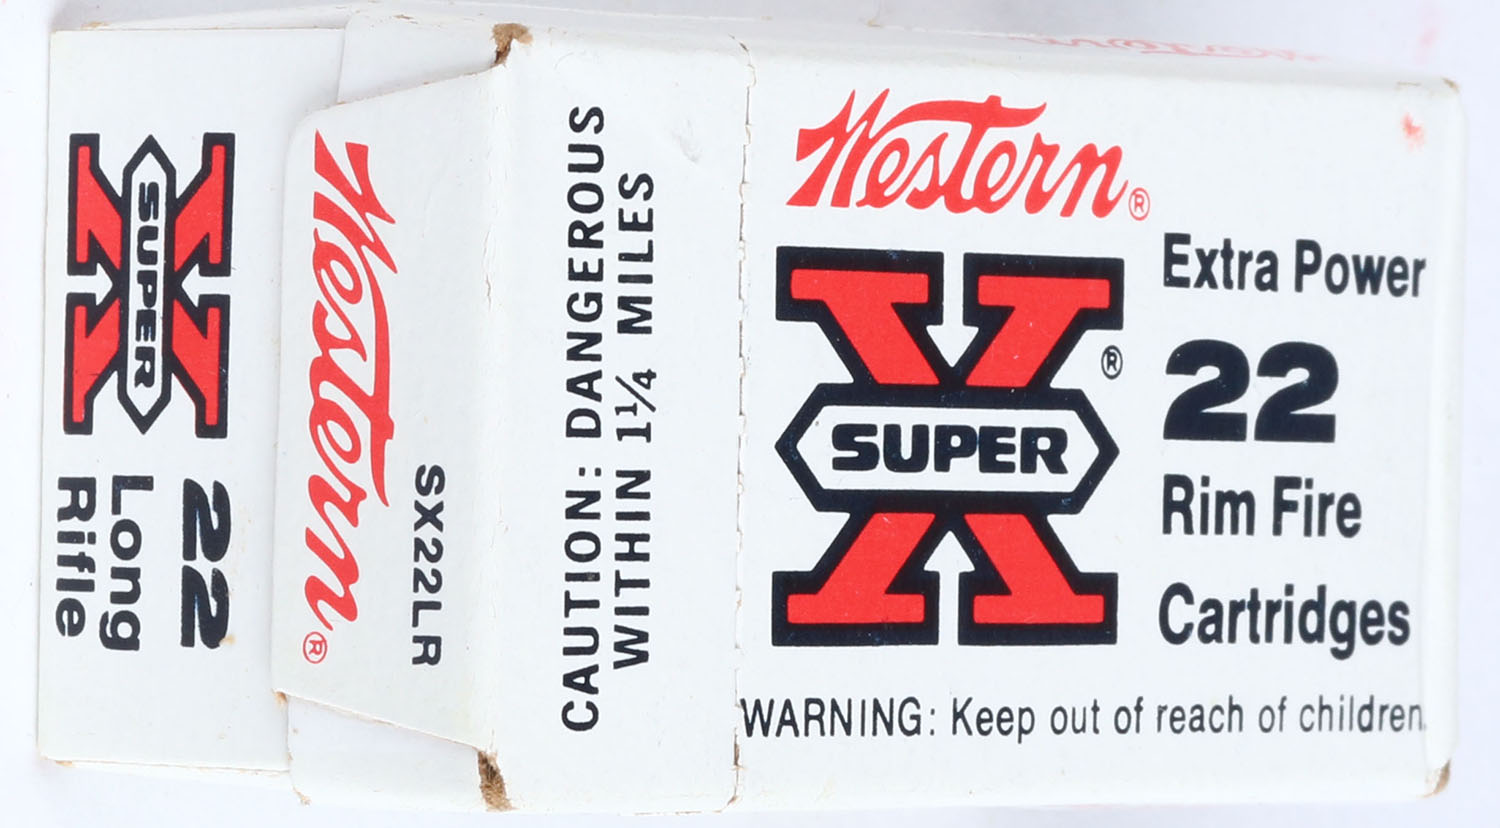 Western®
X
SUPER
®
Extra Power
22
Rim Fire
Cartridges
WARNING: Keep out of reach of children.
CAUTION: DANGEROUS
WITHIN 1¼ MILES
Western®
SX22LR
X
SUPER
22
Long
Rifle